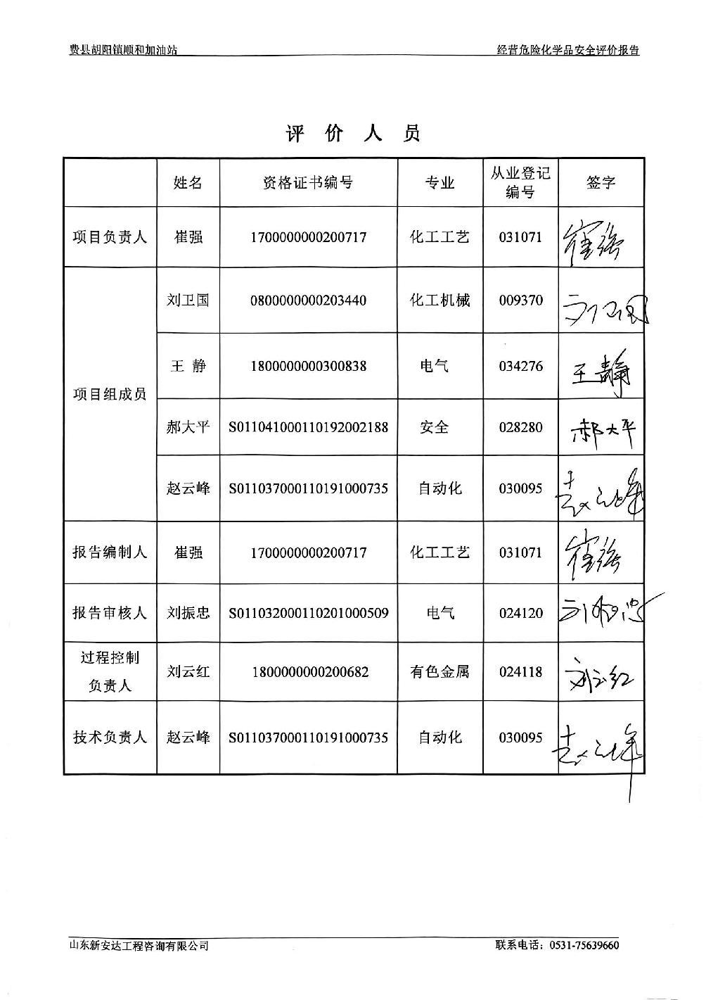 费县胡阳镇顺和加油站 经营危险化学品安全评价报告
评 价 人 员
姓名 资格证书编号 专业 从业登记编号 签字
项目负责人 崔强 1700000000200717 化工工艺 031071 崔强
项目组成员
刘卫国 0800000000203440 化工机械 009370 刘卫国
王 静 1800000000300838 电气 034276 王静
郝大平 S011041000110192002188 安全 028280 郝大平
赵云峰 S011037000110191000735 自动化 030095 赵云峰
报告编制人 崔强 1700000000200717 化工工艺 031071 崔强
报告审核人 刘振忠 S011032000110201000509 电气 024120 刘振忠
过程控制负责人 刘云红 1800000000200682 有色金属 024118 刘云红
技术负责人 赵云峰 S011037000110191000735 自动化 030095 赵云峰
山东新安达工程咨询有限公司 联系电话：0531-75639660